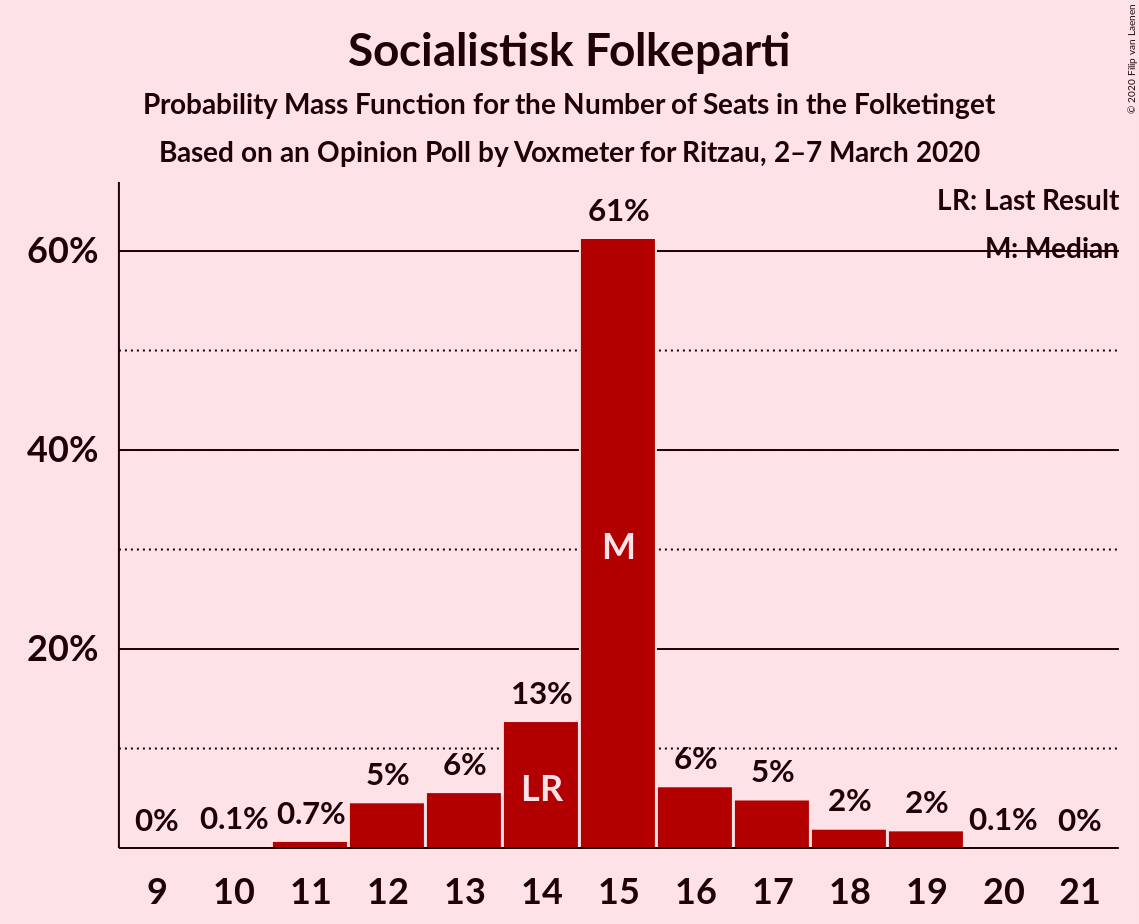 Socialistisk Folkeparti
Probability Mass Function for the Number of Seats in the Folketinget
Based on an Opinion Poll by Voxmeter for Ritzau, 2–7 March 2020
© 2020 Filip van Laenen
LR: Last Result
M: Median
60%
40%
20%
0%
0.1%
0.7%
5%
6%
13%
61%
6%
5%
2%
2%
0.1%
0%
LR
M
9 10 11 12 13 14 15 16 17 18 19 20 21